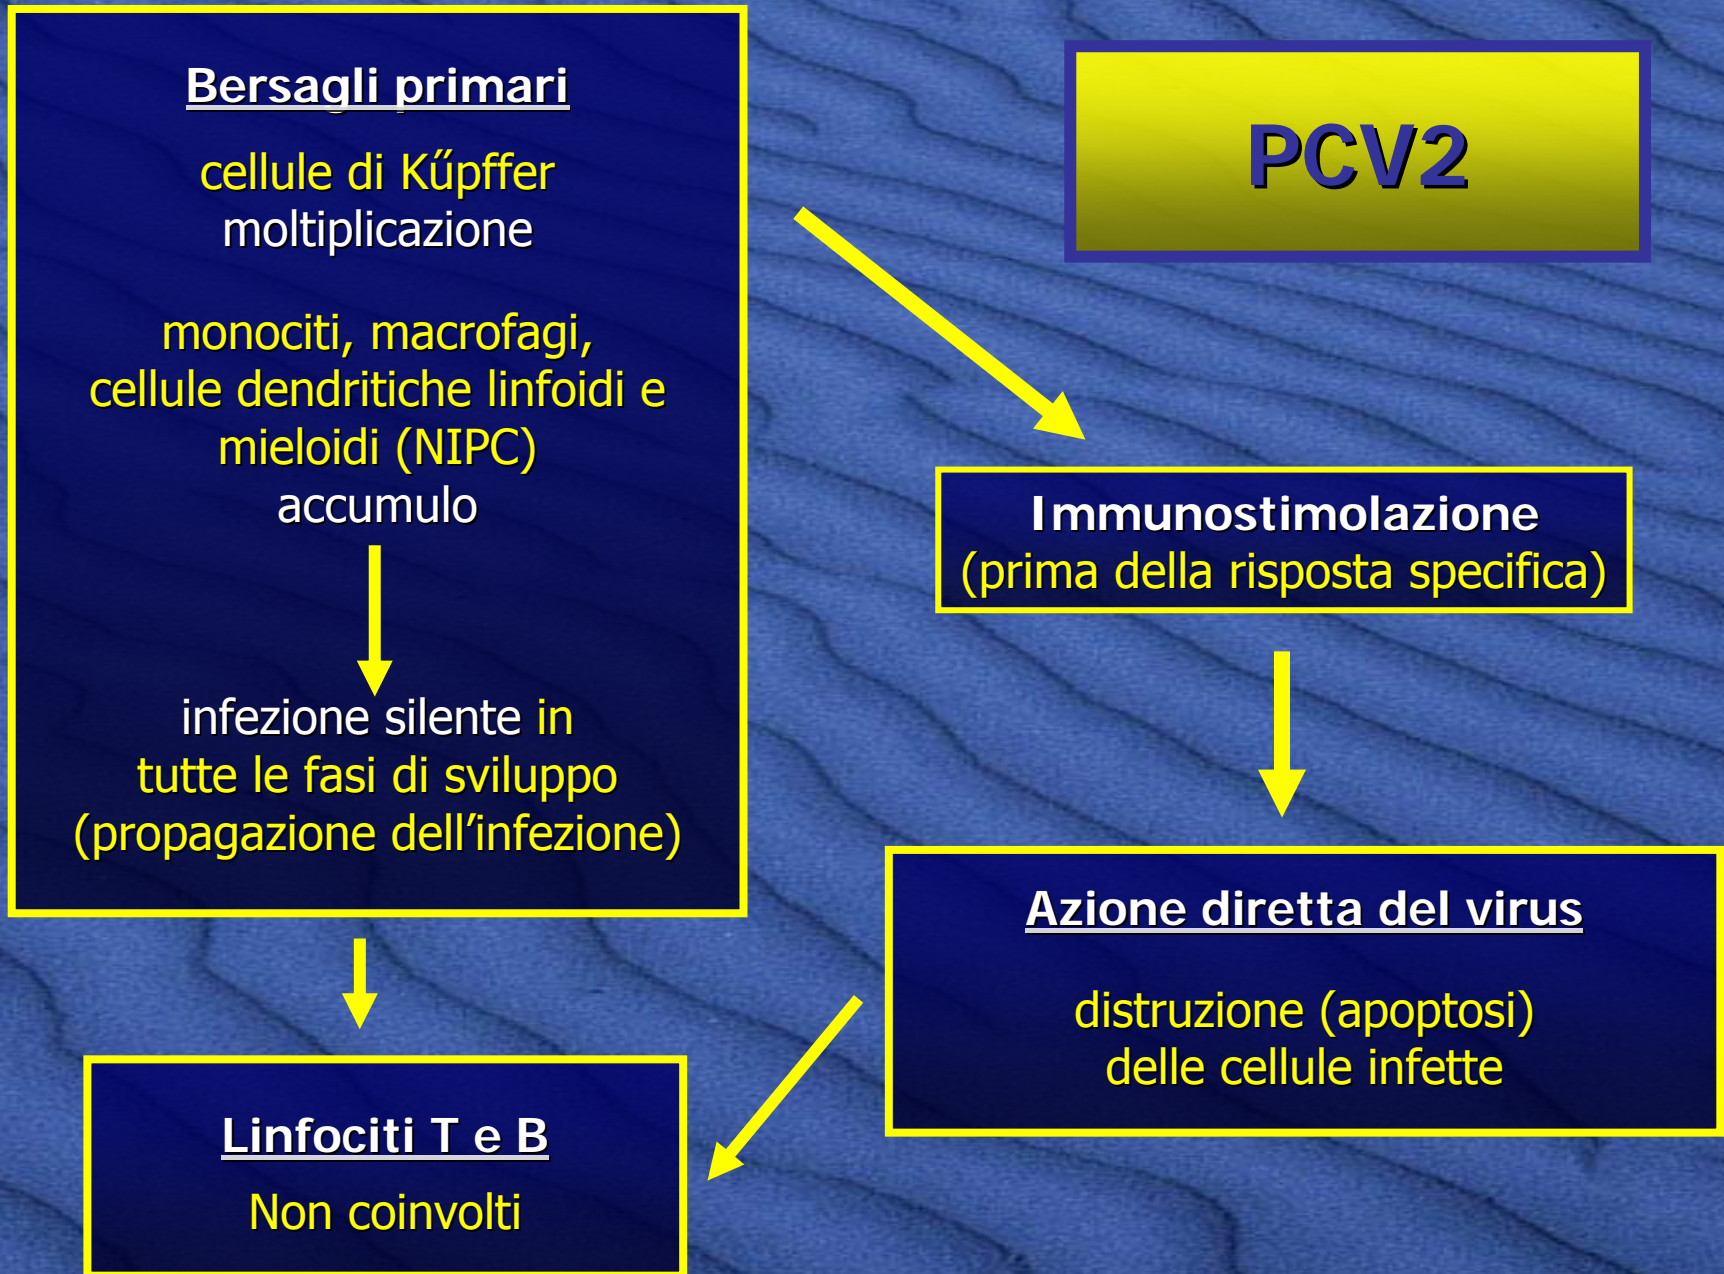 Bersagli primari
cellule di Kűpffer
moltiplicazione
monociti, macrofagi,
cellule dendritiche linfoidi e
mieloidi (NIPC)
accumulo
infezione silente in
tutte le fasi di sviluppo
(propagazione dell’infezione)
PCV2
Immunostimolazione
(prima della risposta specifica)
Azione diretta del virus
distruzione (apoptosi)
delle cellule infette
Linfociti T e B
Non coinvolti